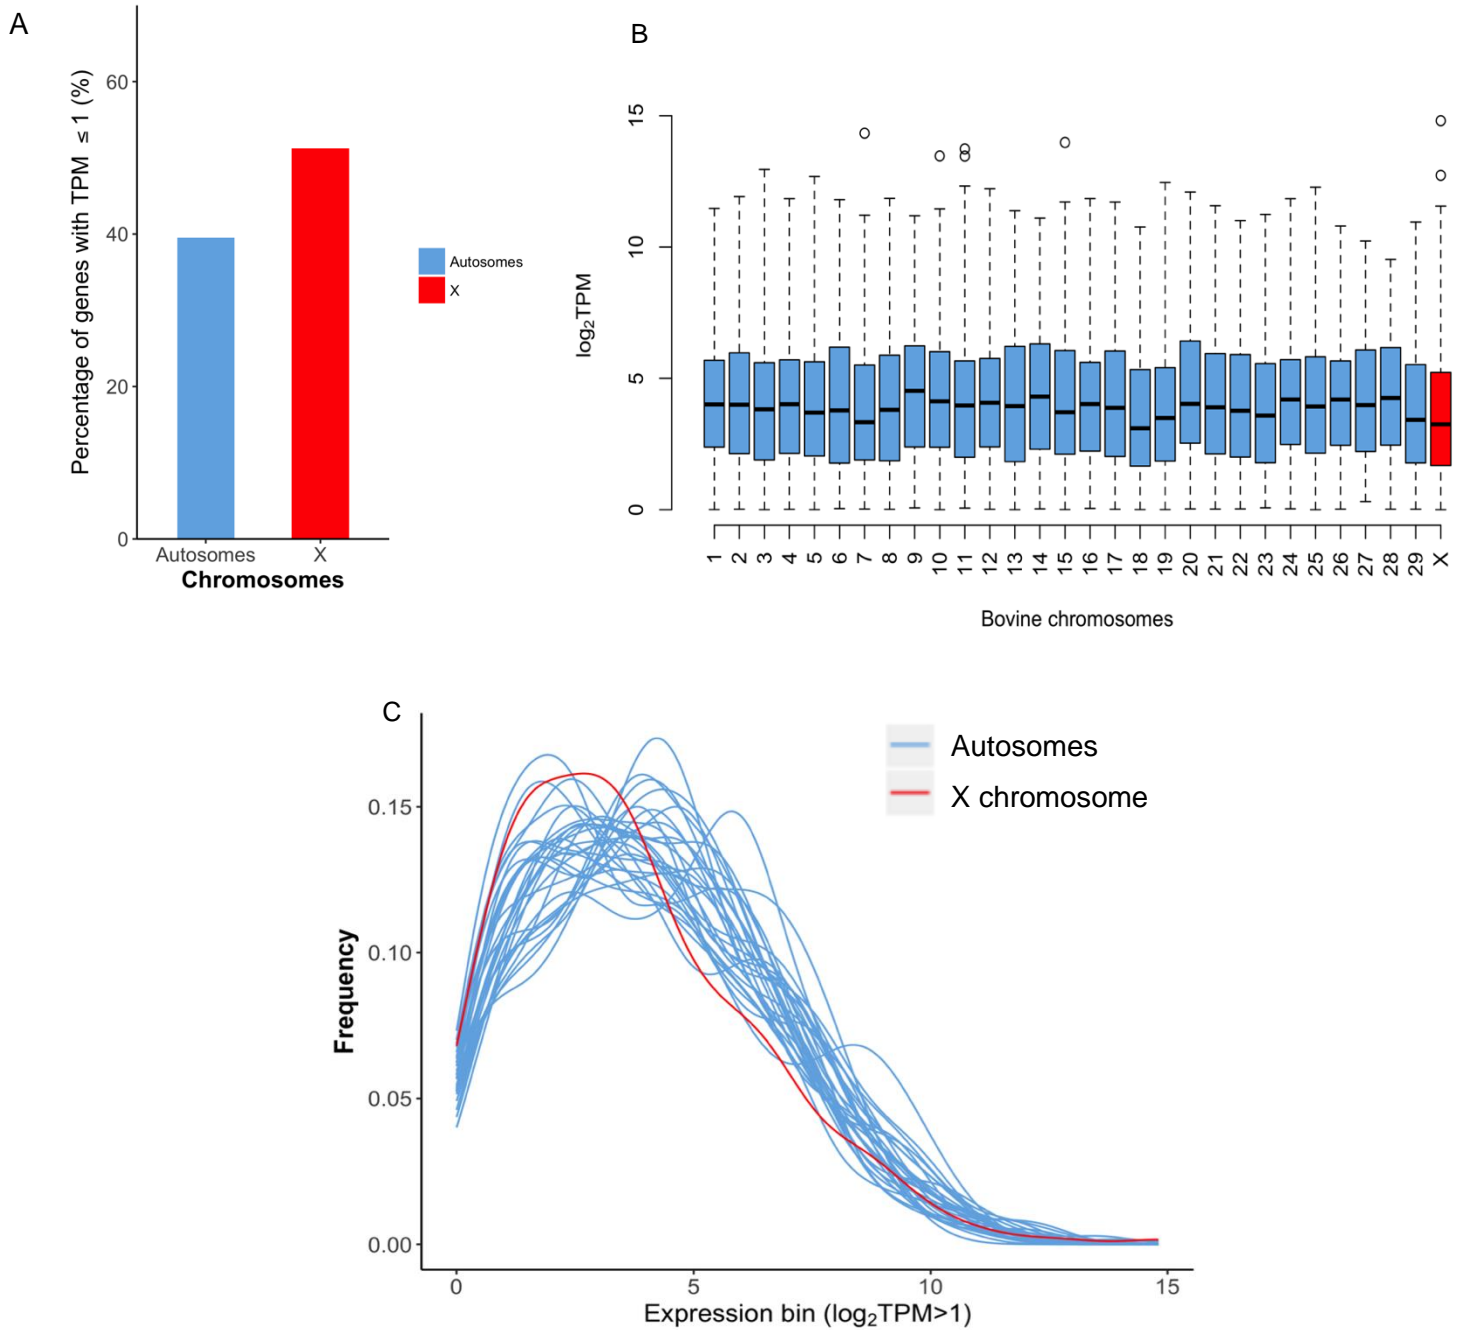 A
Percentage of genes with TPM ≤ 1 (%)
60
40
20
0
Autosomes X
Chromosomes
Autosomes
X
B
log₂TPM
15
10
5
0
1 2 3 4 5 6 7 8 9 10 11 12 13 14 15 16 17 18 19 20 21 22 23 24 25 26 27 28 29 X
Bovine chromosomes
C
Autosomes
X chromosome
Frequency
0.15
0.10
0.05
0.00
0 5 10 15
Expression bin (log₂TPM>1)